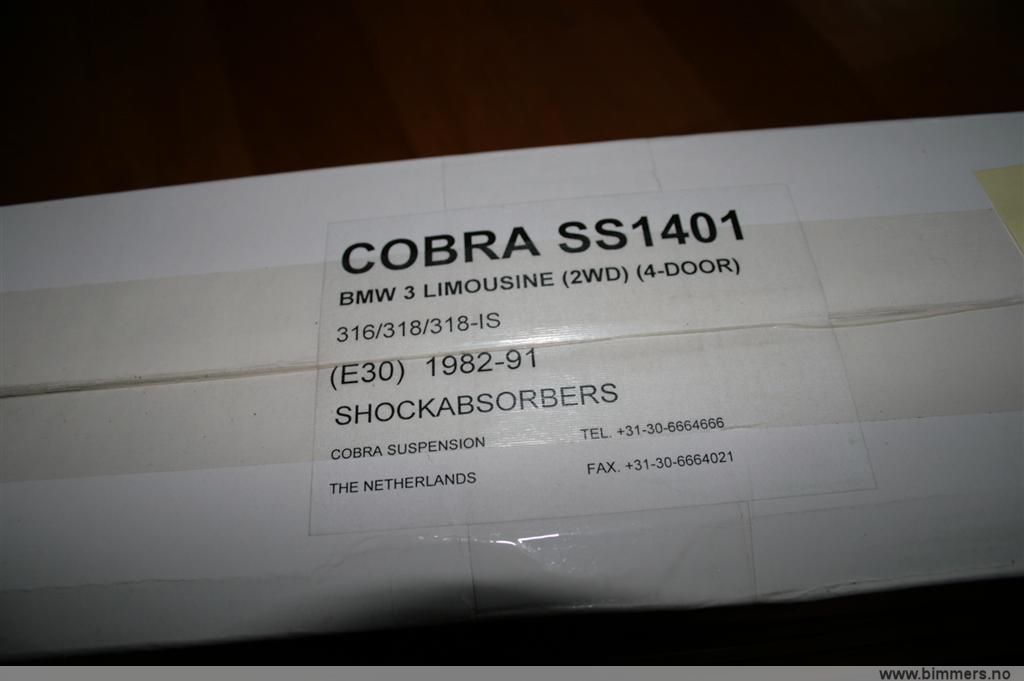 COBRA SS1401
BMW 3 LIMOUSINE (2WD) (4-DOOR)
316/318/318-IS
(E30) 1982-91
SHOCKABSORBERS
COBRA SUSPENSION TEL. +31-30-6664666
THE NETHERLANDS FAX. +31-30-6664021
www.bimmers.no